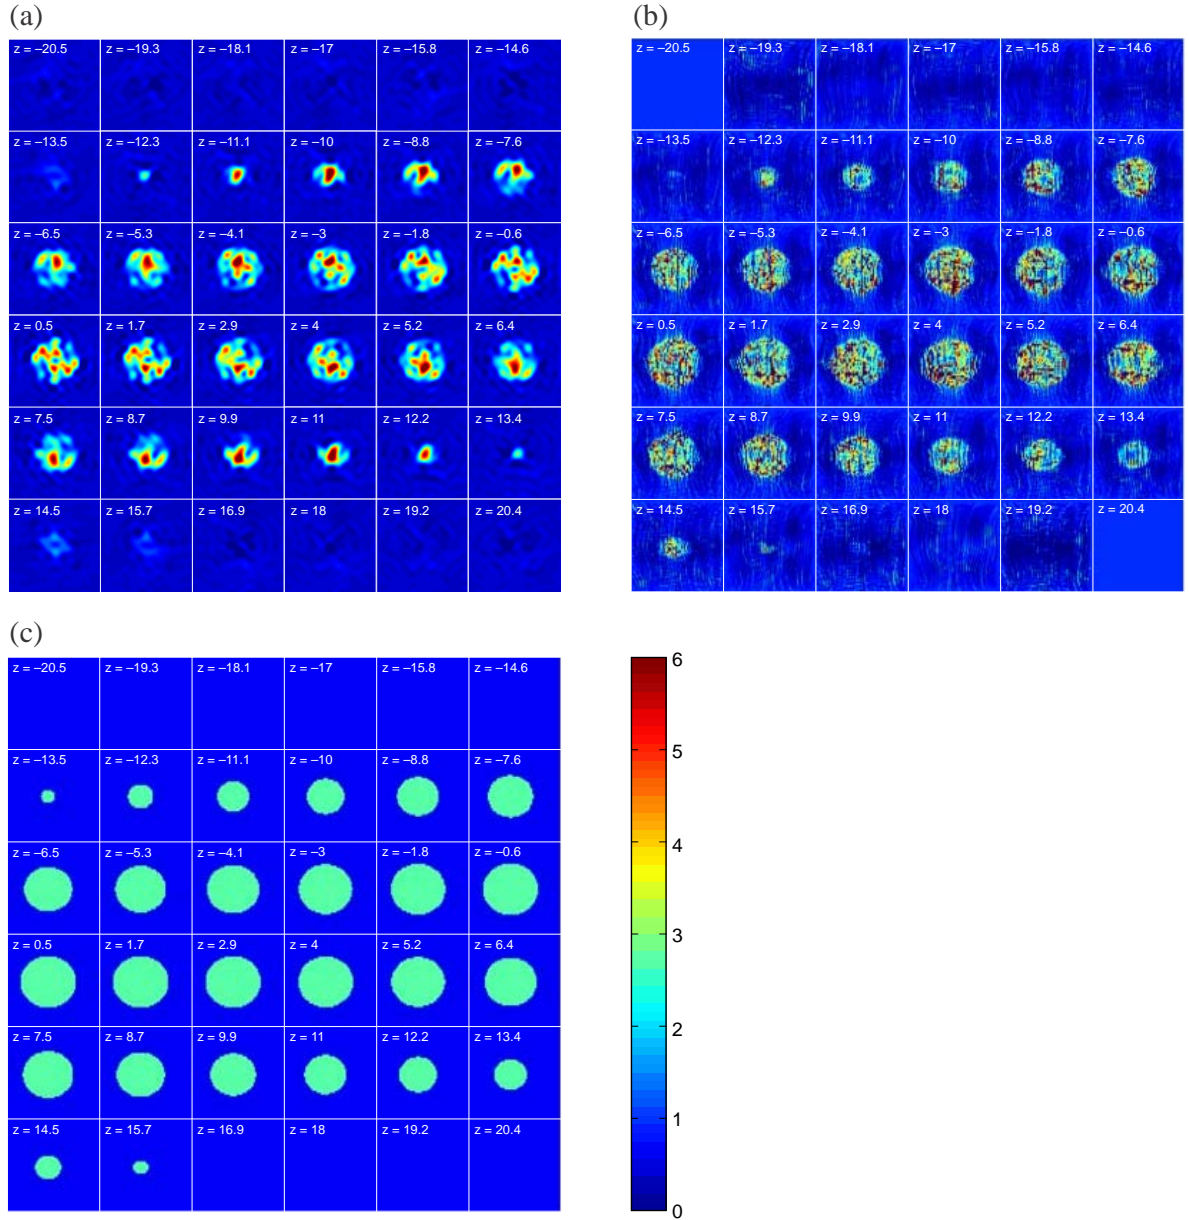 (a)
z = –20.5 z = –19.3 z = –18.1 z = –17 z = –15.8 z = –14.6
z = –13.5 z = –12.3 z = –11.1 z = –10 z = –8.8 z = –7.6
z = –6.5 z = –5.3 z = –4.1 z = –3 z = –1.8 z = –0.6
z = 0.5 z = 1.7 z = 2.9 z = 4 z = 5.2 z = 6.4
z = 7.5 z = 8.7 z = 9.9 z = 11 z = 12.2 z = 13.4
z = 14.5 z = 15.7 z = 16.9 z = 18 z = 19.2 z = 20.4
(b)
z = –20.5 z = –19.3 z = –18.1 z = –17 z = –15.8 z = –14.6
z = –13.5 z = –12.3 z = –11.1 z = –10 z = –8.8 z = –7.6
z = –6.5 z = –5.3 z = –4.1 z = –3 z = –1.8 z = –0.6
z = 0.5 z = 1.7 z = 2.9 z = 4 z = 5.2 z = 6.4
z = 7.5 z = 8.7 z = 9.9 z = 11 z = 12.2 z = 13.4
z = 14.5 z = 15.7 z = 16.9 z = 18 z = 19.2 z = 20.4
(c)
z = –20.5 z = –19.3 z = –18.1 z = –17 z = –15.8 z = –14.6
z = –13.5 z = –12.3 z = –11.1 z = –10 z = –8.8 z = –7.6
z = –6.5 z = –5.3 z = –4.1 z = –3 z = –1.8 z = –0.6
z = 0.5 z = 1.7 z = 2.9 z = 4 z = 5.2 z = 6.4
z = 7.5 z = 8.7 z = 9.9 z = 11 z = 12.2 z = 13.4
z = 14.5 z = 15.7 z = 16.9 z = 18 z = 19.2 z = 20.4
6
5
4
3
2
1
0